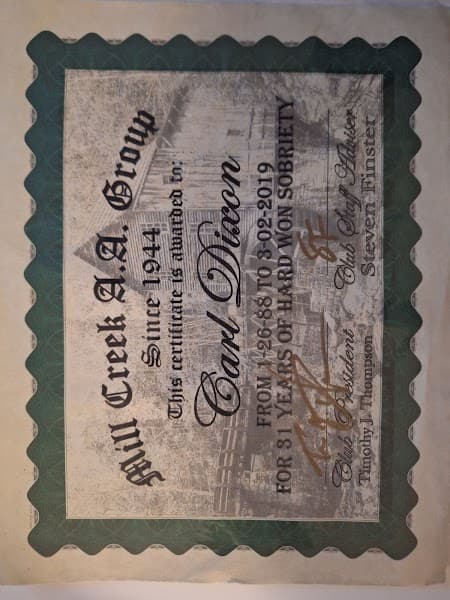 Mill Creek A.A. Group
Since 1944
This certificate is awarded to:
Carl Dixon
FROM 1-26-88 TO 3-02-2019
FOR 31 YEARS OF HARD WON SOBRIETY
SF
Club President Club Staff Advisor
Timothy J. Thompson Steven Finster